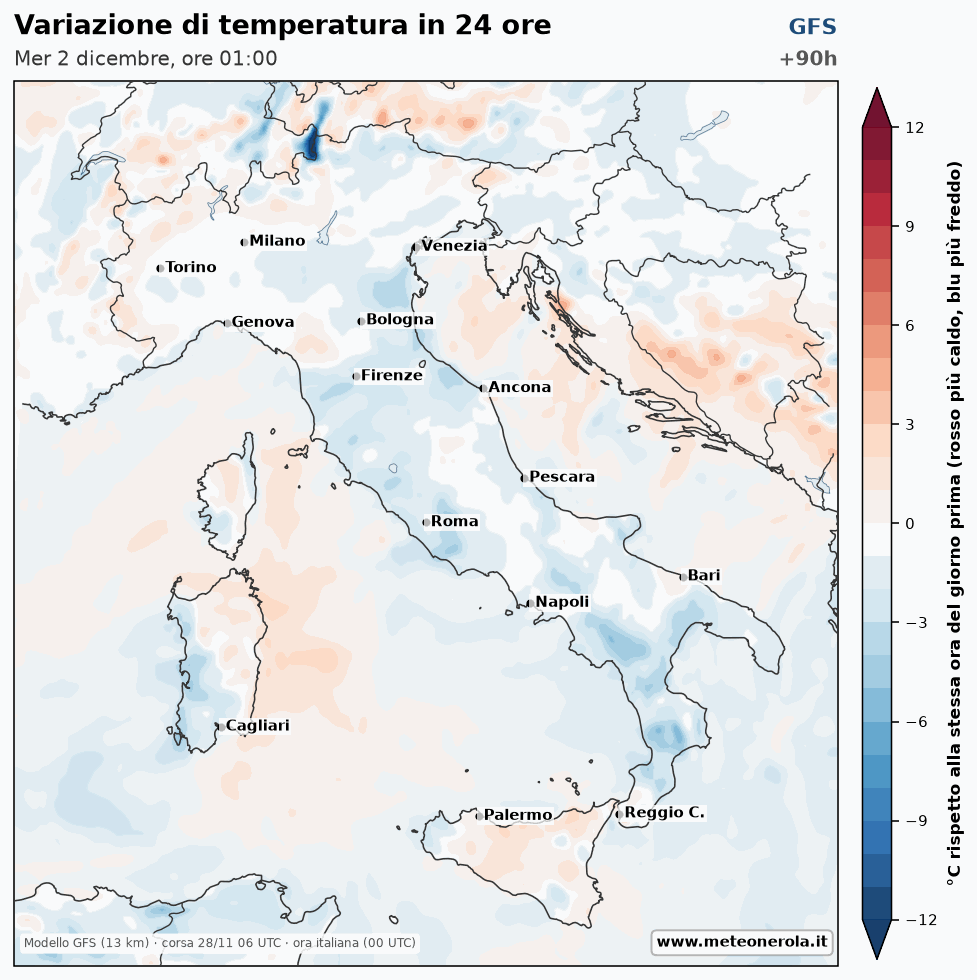 Variazione di temperatura in 24 ore
GFS
Mer 2 dicembre, ore 01:00
+90h
Milano
Venezia
Torino
Genova
Bologna
Firenze
Ancona
Pescara
Roma
Bari
Napoli
Cagliari
Palermo
Reggio C.
12
9
6
3
0
−3
−6
−9
−12
°C rispetto alla stessa ora del giorno prima (rosso più caldo, blu più freddo)
Modello GFS (13 km) · corsa 28/11 06 UTC · ora italiana (00 UTC)
www.meteonerola.it